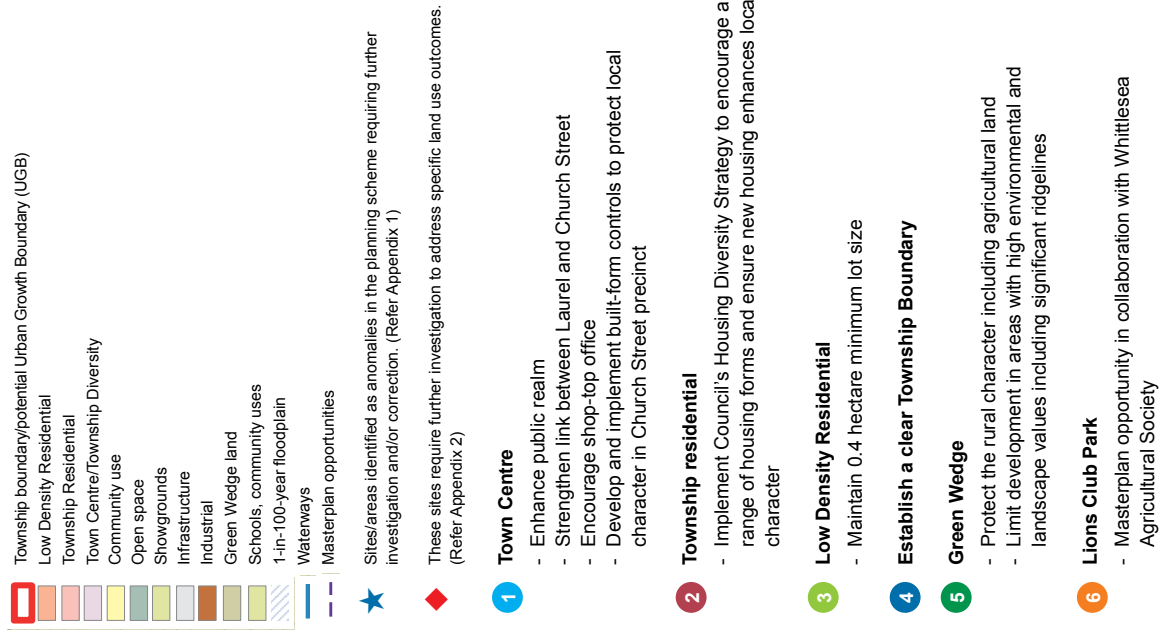 Township boundary/potential Urban Growth Boundary (UGB)
Low Density Residential
Township Residential
Town Centre/Township Diversity
Community use
Open space
Showgrounds
Infrastructure
Industrial
Green Wedge land
Schools, community uses
1-in-100-year floodplain
Waterways
Masterplan opportunities
Sites/areas identified as anomalies in the planning scheme requiring further
investigation and/or correction. (Refer Appendix 1)
These sites require further investigation to address specific land use outcomes.
(Refer Appendix 2)
1 Town Centre
- Enhance public realm
- Strengthen link between Laurel and Church Street
- Encourage shop-top office
- Develop and implement built-form controls to protect local
character in Church Street precinct
2 Township residential
- Implement Council's Housing Diversity Strategy to encourage a
range of housing forms and ensure new housing enhances loca
character
3 Low Density Residential
- Maintain 0.4 hectare minimum lot size
4 Establish a clear Township Boundary
5 Green Wedge
- Protect the rural character including agricultural land
- Limit development in areas with high environmental and
landscape values including significant ridgelines
6 Lions Club Park
- Masterplan opportunity in collaboration with Whittlesea
Agricultural Society